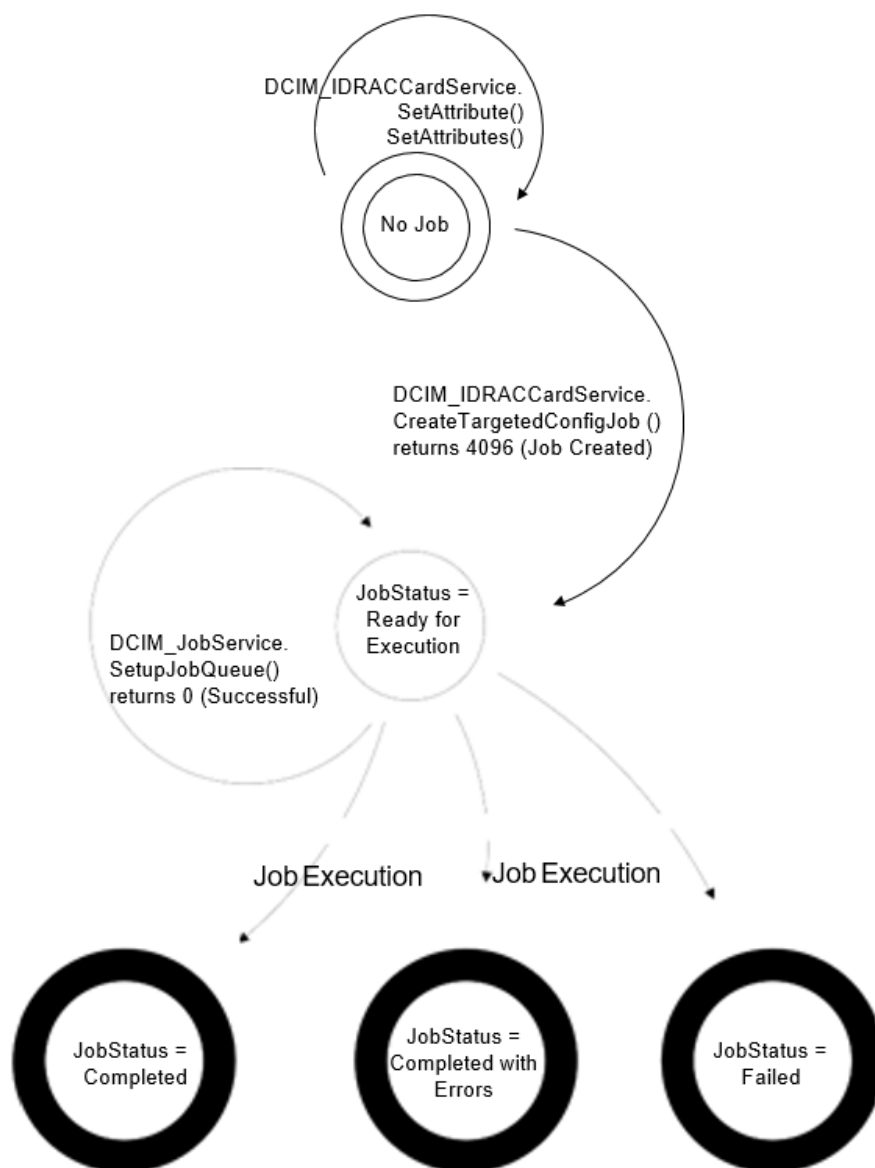 DCIM_IDRACCardService.
SetAttribute()
SetAttributes()
No Job
DCIM_IDRACCardService.
CreateTargetedConfigJob ()
returns 4096 (Job Created)
JobStatus =
Ready for
Execution
DCIM_JobService.
SetupJobQueue()
returns 0 (Successful)
Job Execution
Job Execution
JobStatus =
Completed
JobStatus =
Completed with
Errors
JobStatus =
Failed